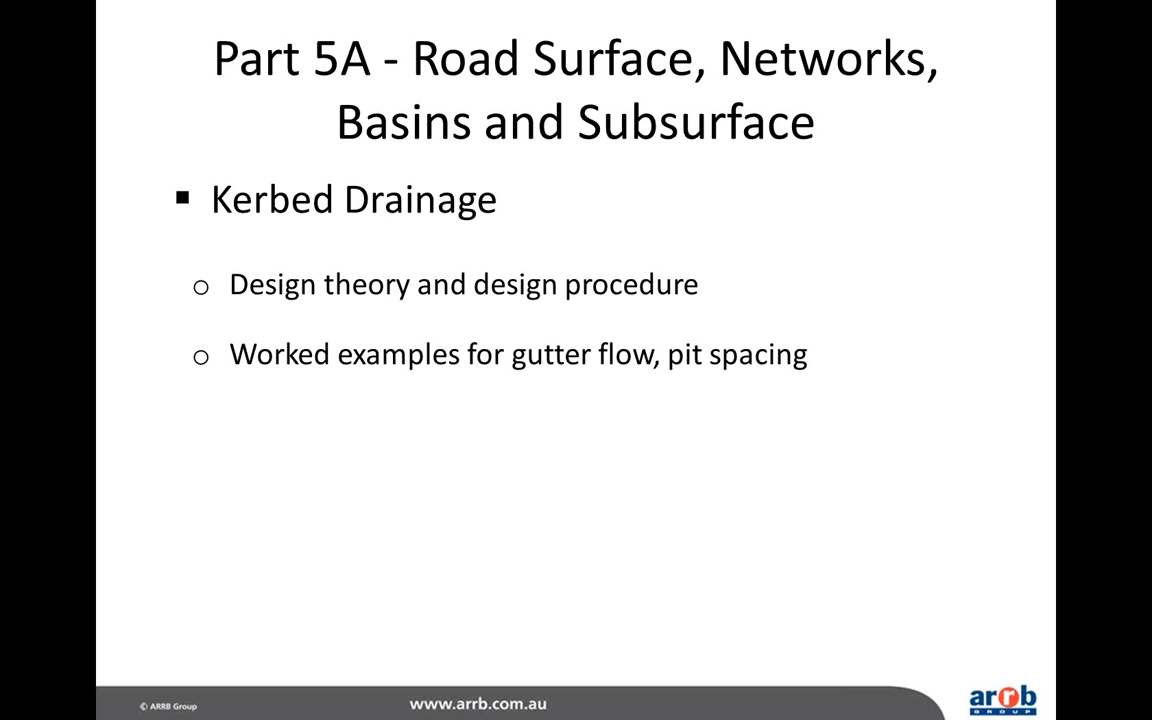 Part 5A - Road Surface, Networks,
Basins and Subsurface
▪ Kerbed Drainage
o Design theory and design procedure
o Worked examples for gutter flow, pit spacing
© ARRB Group
www.arrb.com.au
arrb
GROUP